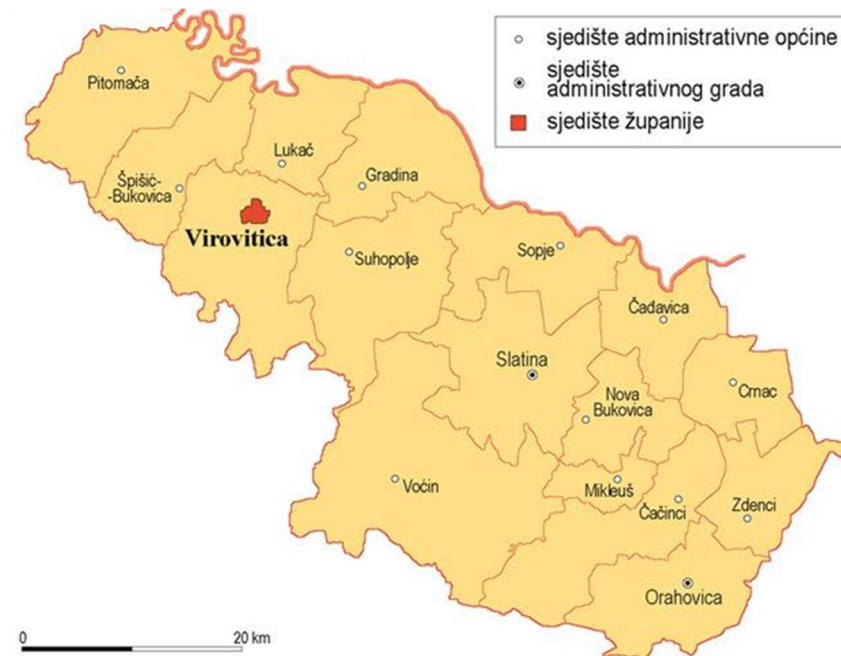 sjedište administrativne općine
sjedište
administrativnog grada
sjedište županije
Pitomača
Lukač
Špišić-
-Bukovica
Gradina
Virovitica
Suhopolje
Sopje
Čađavica
Slatina
Nova
Bukovica
Crnac
Voćin
Mikleuš
Čačinci
Zdenci
Orahovica
0
20 km